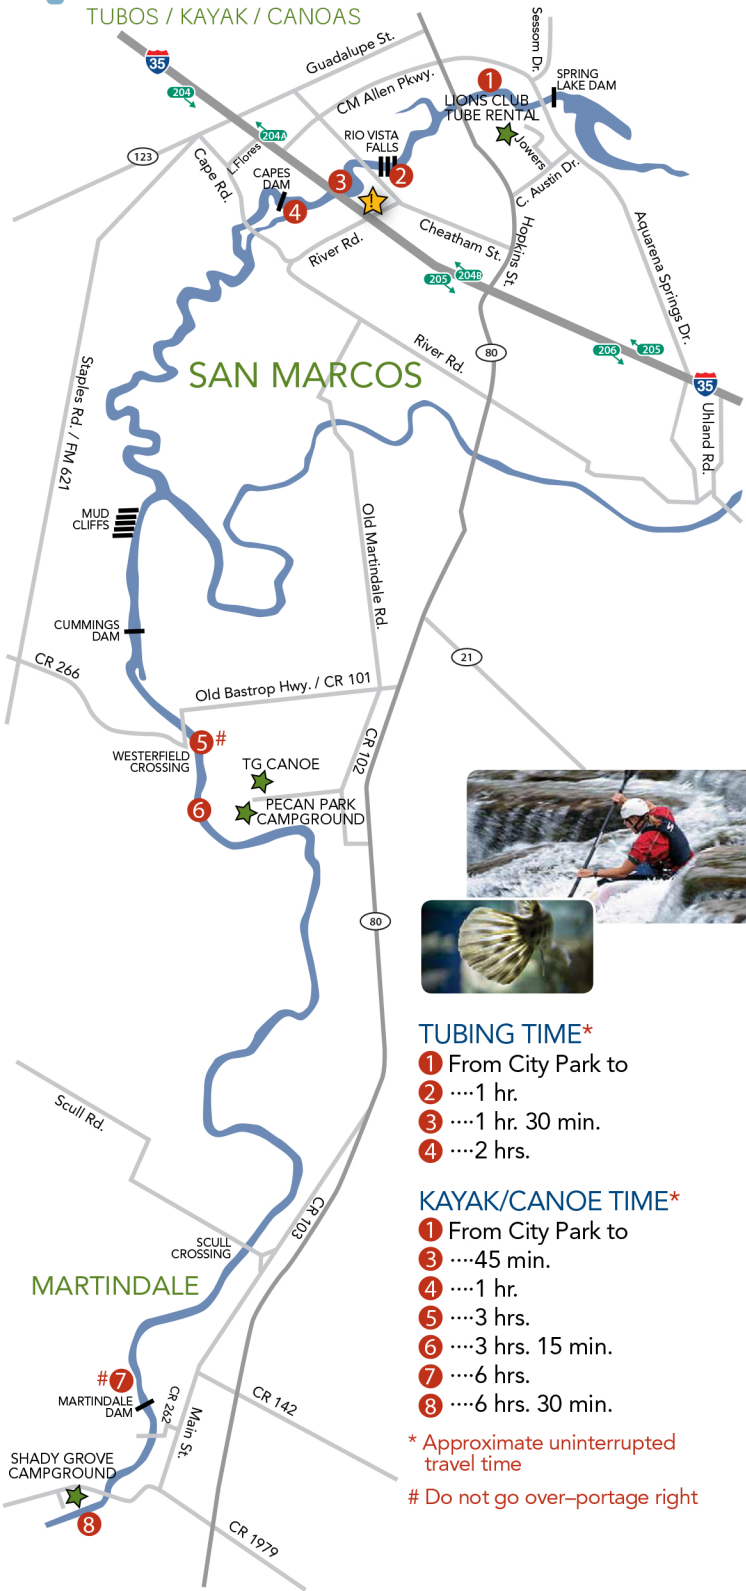 TUBOS / KAYAK / CANOAS
Guadalupe St.
Sessom Dr.
35
204
CM Allen Pkwy.
1
SPRING
LAKE DAM
LIONS CLUB
TUBE RENTAL
204A
123
L.Flores
RIO VISTA
FALLS
Jowers
Cape Rd.
CAPES
DAM
3
2
C. Austin Dr.
4
!
River Rd.
Cheatham St.
Hopkins St.
Aquarena Springs Dr.
205
204B
80
River Rd.
206
205
35
SAN MARCOS
Staples Rd. / FM 621
Uhland Rd.
MUD
CLIFFS
Old Martindale Rd.
CUMMINGS
DAM
CR 266
21
Old Bastrop Hwy. / CR 101
5 #
CR 102
WESTERFIELD
CROSSING
TG CANOE
6
PECAN PARK
CAMPGROUND
80
TUBING TIME*
1 From City Park to
2 ····1 hr.
3 ····1 hr. 30 min.
4 ····2 hrs.
Scull Rd.
CR 103
SCULL
CROSSING
MARTINDALE
KAYAK/CANOE TIME*
1 From City Park to
3 ····45 min.
4 ····1 hr.
5 ····3 hrs.
6 ····3 hrs. 15 min.
7 ····6 hrs.
8 ····6 hrs. 30 min.
* Approximate uninterrupted
travel time
# Do not go over–portage right
# 7
MARTINDALE
DAM
CR 262
Main St.
CR 142
SHADY GROVE
CAMPGROUND
8
CR 1979